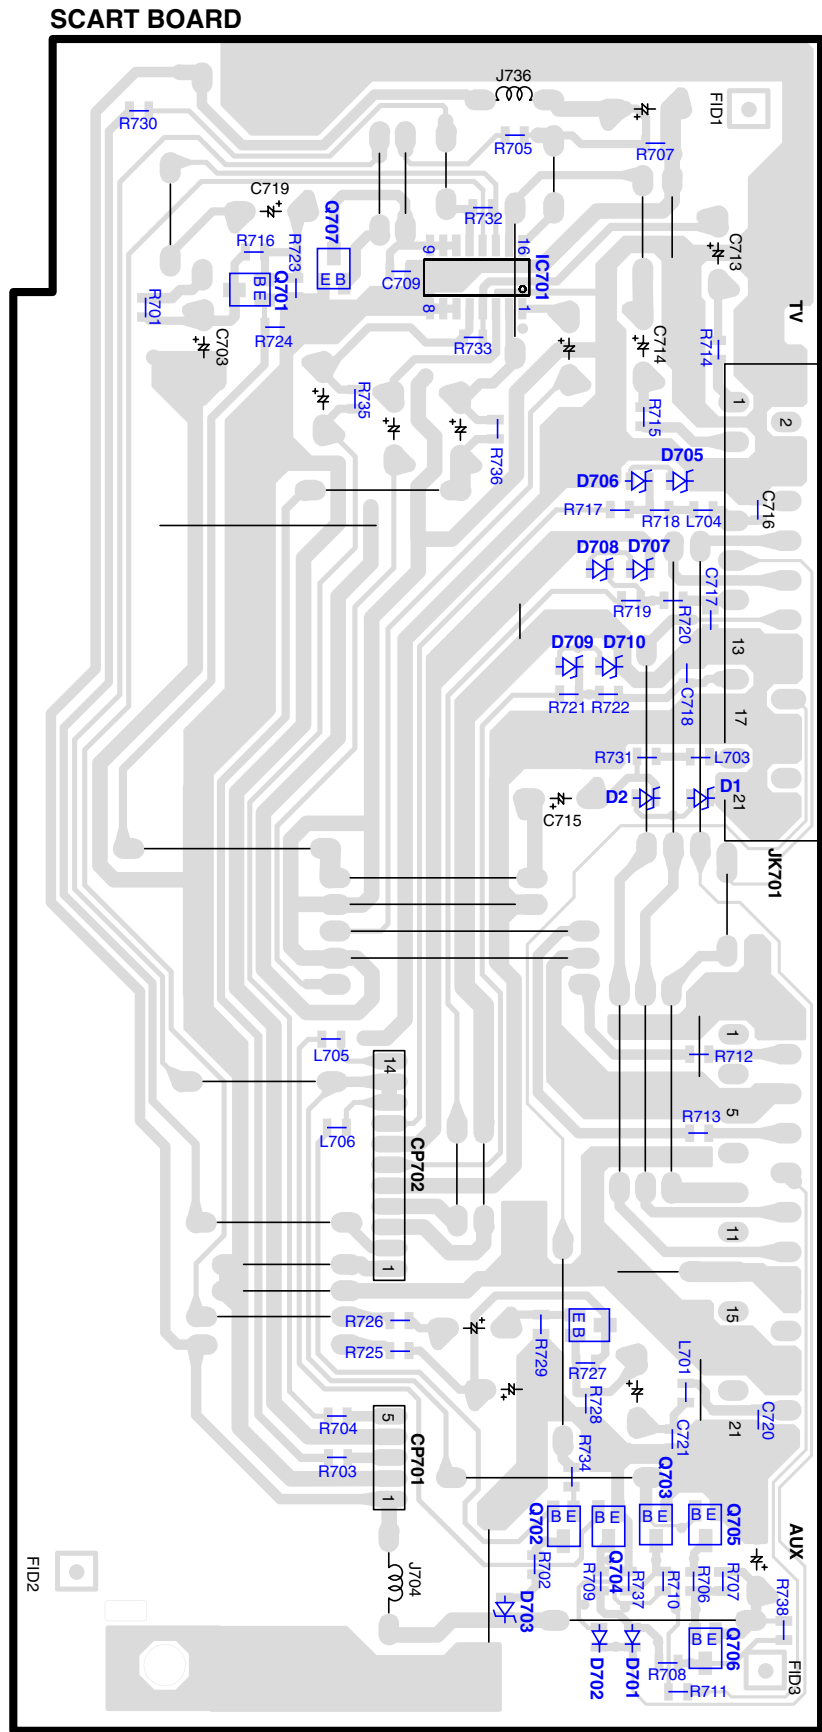 SCART BOARD
J736
FID1
R730
R705
R707
C719
Q707
R732
R716
R723
9
16
IC701
C713
Q701
B E
E B
C709
8
1
R701
TV
R724
C703
R733
C714
R714
R735
R715
1
2
R736
D705
D706
C716
R717
R718
L704
D708
D707
C717
R719
R720
13
D709
D710
C718
17
R721
R722
R731
L703
D2
D1
21
C715
JK701
1
L705
14
R712
5
R713
L706
CP702
11
1
15
R726
E B
R729
R725
R727
L701
R728
5
R704
C720
21
C721
CP701
R734
R703
Q703
1
Q702
B E
B E
B E
B E
Q705
AUX
FID2
J704
R702
Q704
R709
R737
R710
R706
R707
R738
D703
B E
Q706
D702
D701
R708
FID3
R711